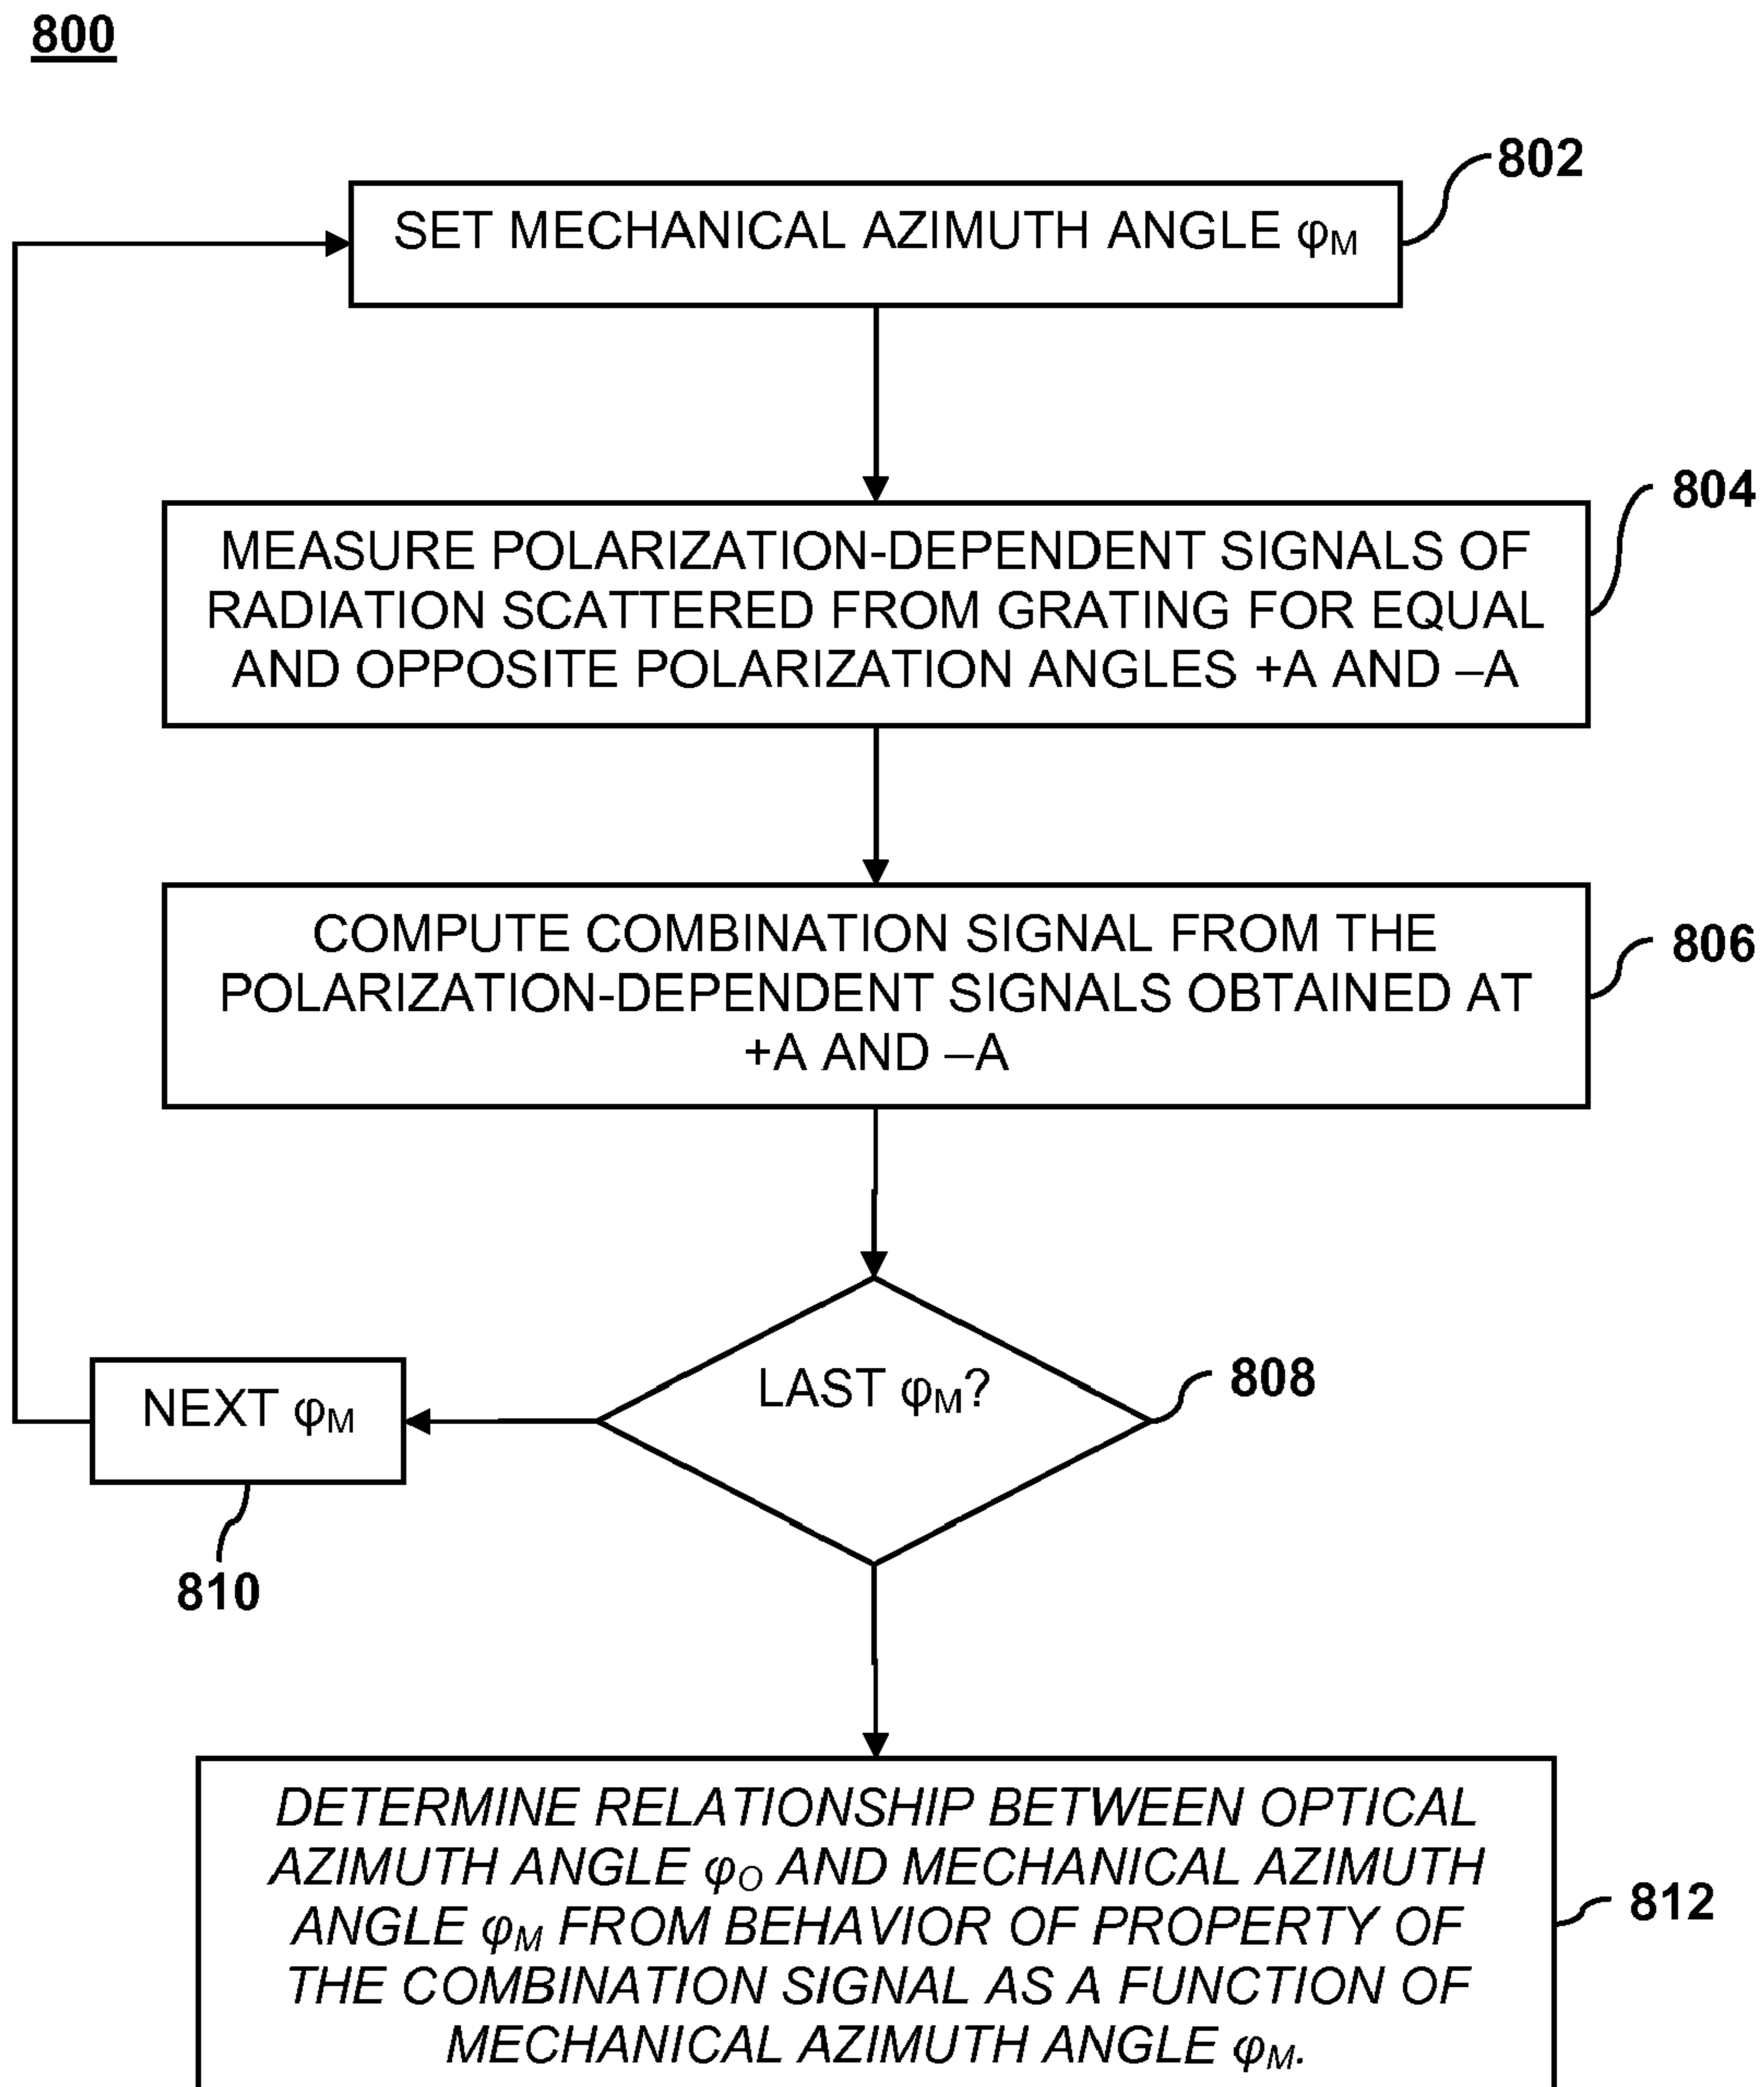 800
802
SET MECHANICAL AZIMUTH ANGLE φM
804
MEASURE POLARIZATION-DEPENDENT SIGNALS OF
RADIATION SCATTERED FROM GRATING FOR EQUAL
AND OPPOSITE POLARIZATION ANGLES +A AND –A
806
COMPUTE COMBINATION SIGNAL FROM THE
POLARIZATION-DEPENDENT SIGNALS OBTAINED AT
+A AND –A
808
LAST φM?
NEXT φM
810
812
DETERMINE RELATIONSHIP BETWEEN OPTICAL
AZIMUTH ANGLE φO AND MECHANICAL AZIMUTH
ANGLE φM FROM BEHAVIOR OF PROPERTY OF
THE COMBINATION SIGNAL AS A FUNCTION OF
MECHANICAL AZIMUTH ANGLE φM.